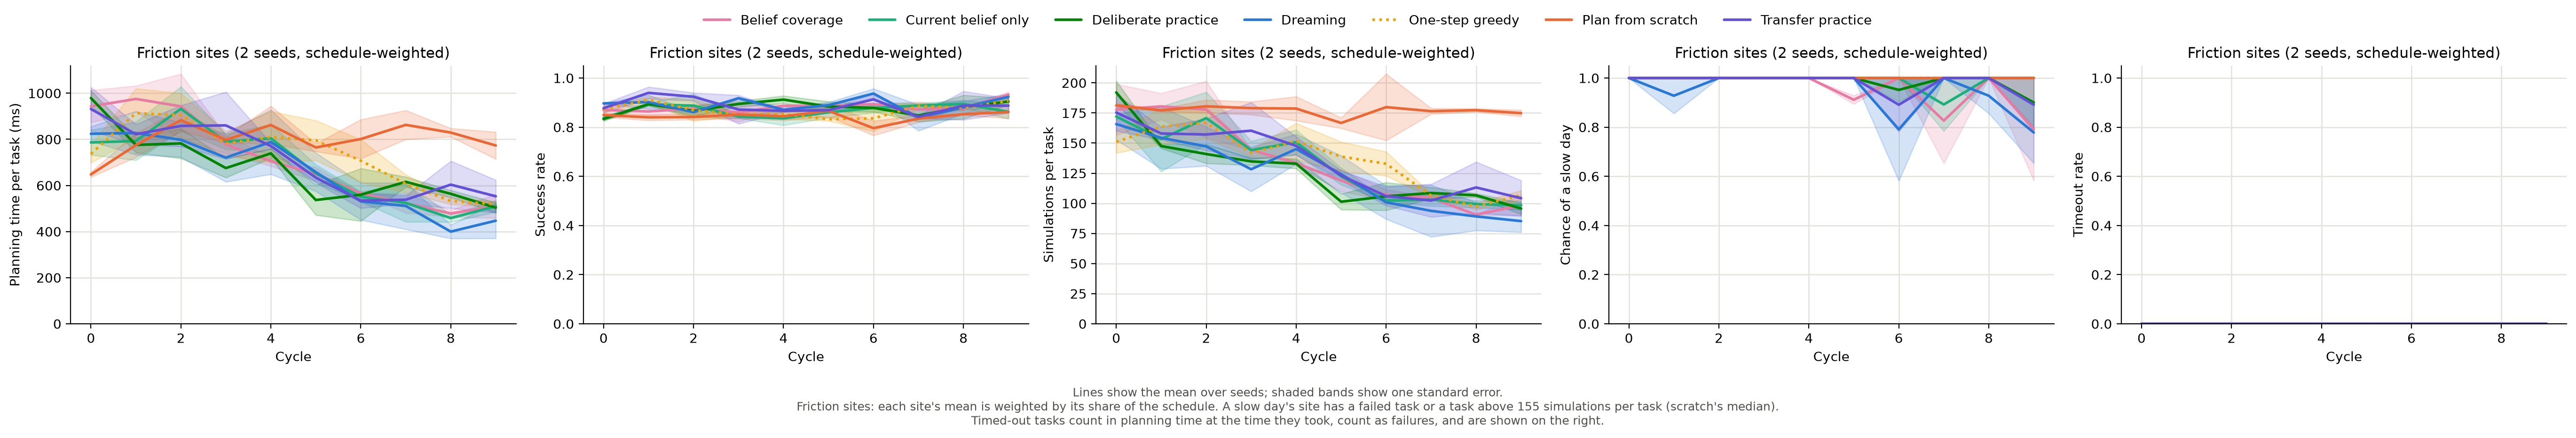 Belief coverage
Current belief only
Deliberate practice
Dreaming
One-step greedy
Plan from scratch
Transfer practice
Friction sites (2 seeds, schedule-weighted)
Planning time per task (ms)
1000
800
600
400
200
0
0 2 4 6 8
Cycle
Friction sites (2 seeds, schedule-weighted)
Success rate
1.0
0.8
0.6
0.4
0.2
0.0
0 2 4 6 8
Cycle
Friction sites (2 seeds, schedule-weighted)
Simulations per task
200
175
150
125
100
75
50
25
0
0 2 4 6 8
Cycle
Friction sites (2 seeds, schedule-weighted)
Chance of a slow day
1.0
0.8
0.6
0.4
0.2
0.0
0 2 4 6 8
Cycle
Friction sites (2 seeds, schedule-weighted)
Timeout rate
1.0
0.8
0.6
0.4
0.2
0.0
0 2 4 6 8
Cycle
Lines show the mean over seeds; shaded bands show one standard error.
Friction sites: each site's mean is weighted by its share of the schedule. A slow day's site has a failed task or a task above 155 simulations per task (scratch's median).
Timed-out tasks count in planning time at the time they took, count as failures, and are shown on the right.